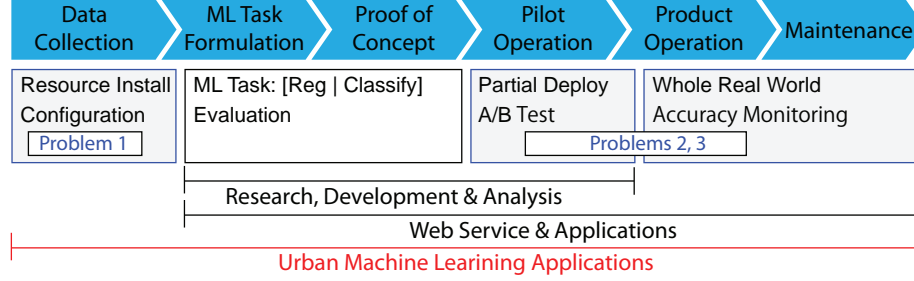 Data Collection
ML Task Formulation
Proof of Concept
Pilot Operation
Product Operation
Maintenance
Resource Install
Configuration
Problem 1
ML Task: [Reg | Classify]
Evaluation
Partial Deploy
A/B Test
Whole Real World
Accuracy Monitoring
Problems 2, 3
Research, Development & Analysis
Web Service & Applications
Urban Machine Learining Applications